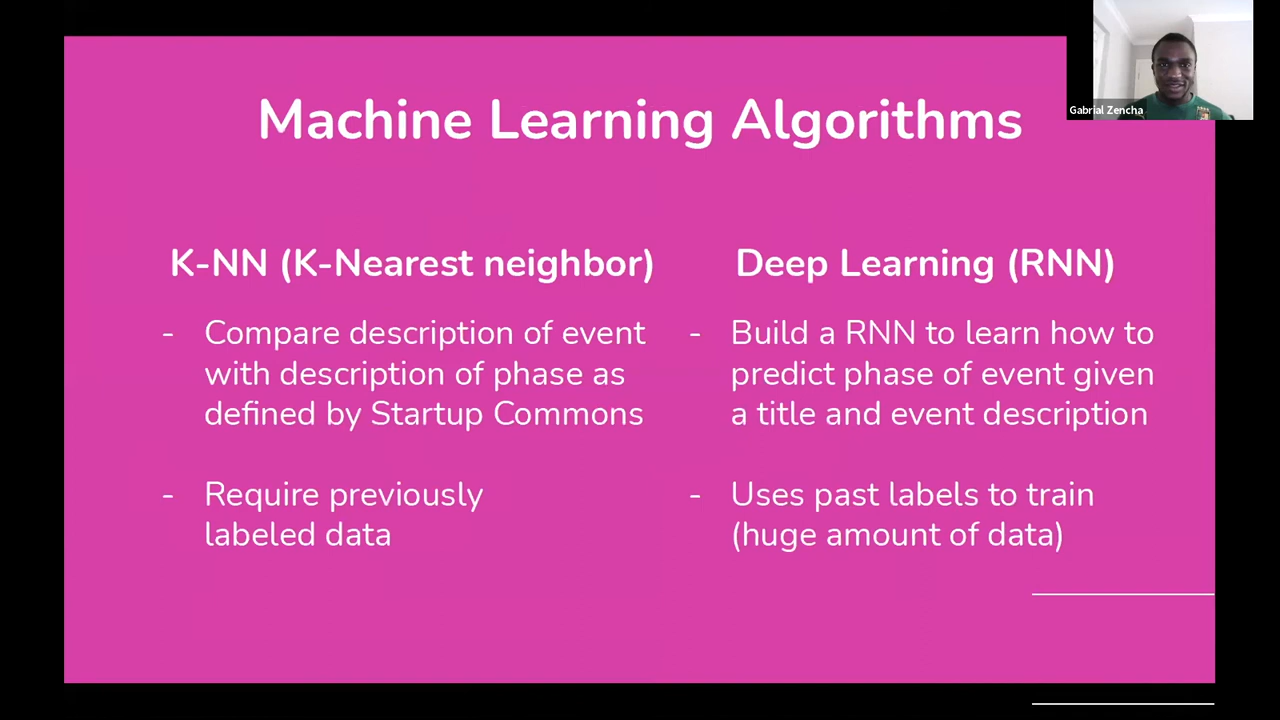 Machine Learning Algorithms
Gabrial Zencha
K-NN (K-Nearest neighbor)
- Compare description of event
with description of phase as
defined by Startup Commons
- Require previously
labeled data
Deep Learning (RNN)
- Build a RNN to learn how to
predict phase of event given
a title and event description
- Uses past labels to train
(huge amount of data)